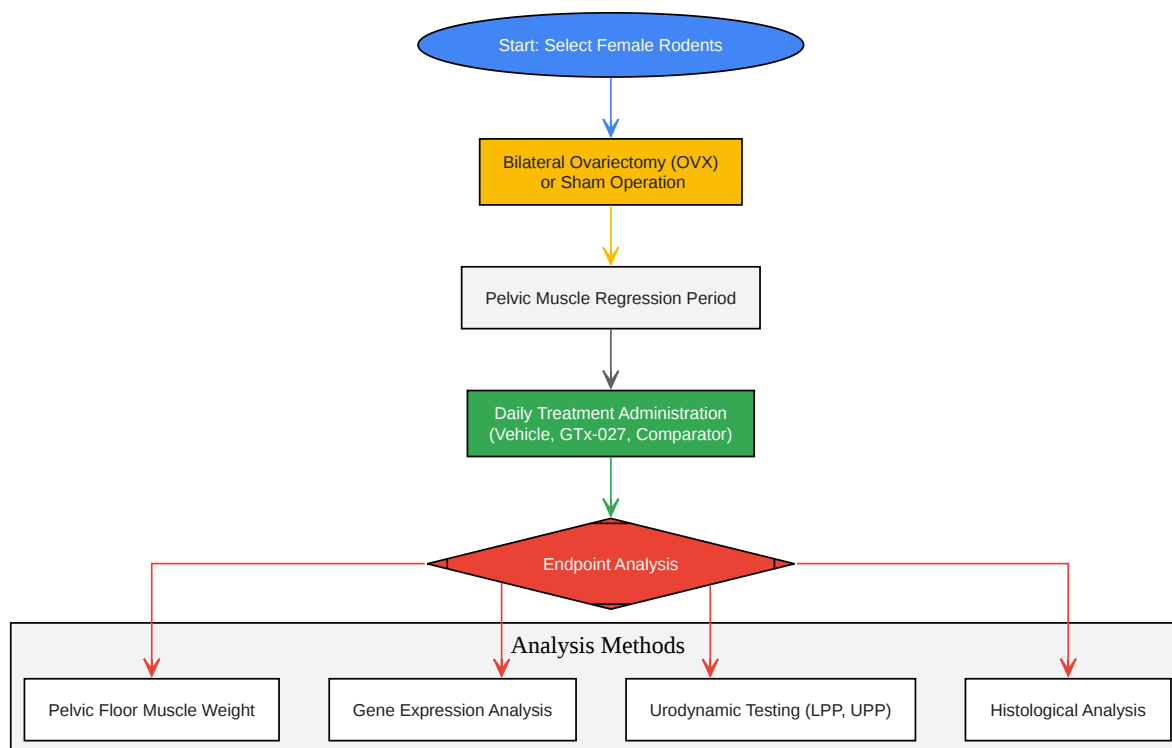 Start: Select Female Rodents
Bilateral Ovariectomy (OVX)
or Sham Operation
Pelvic Muscle Regression Period
Daily Treatment Administration
(Vehicle, GTx-027, Comparator)
Endpoint Analysis
Analysis Methods
Pelvic Floor Muscle Weight
Gene Expression Analysis
Urodynamic Testing (LPP, UPP)
Histological Analysis